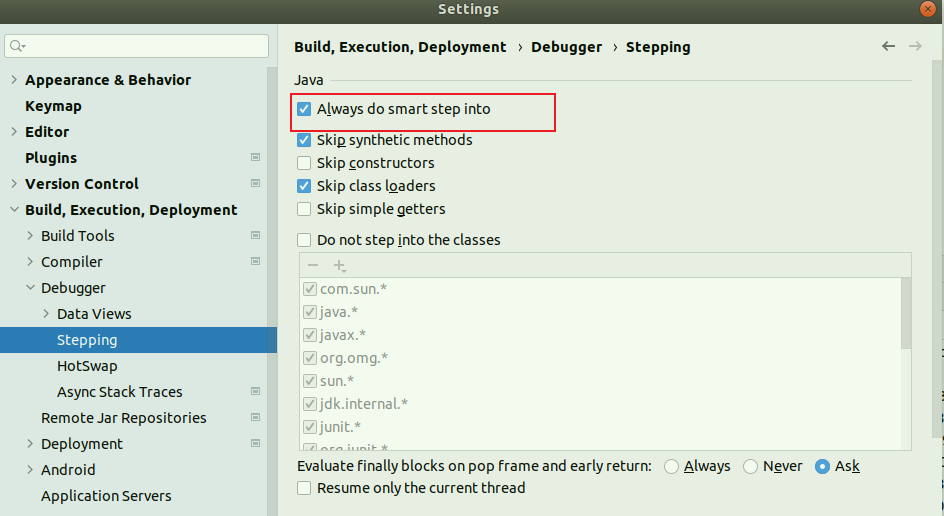 Settings
Build, Execution, Deployment › Debugger › Stepping
Appearance & Behavior
Keymap
Editor
Plugins
Version Control
Build, Execution, Deployment
Build Tools
Compiler
Debugger
Data Views
Stepping
HotSwap
Async Stack Traces
Remote Jar Repositories
Deployment
Android
Application Servers
Java
Always do smart step into
Skip synthetic methods
Skip constructors
Skip class loaders
Skip simple getters
Do not step into the classes
com.sun.*
java.*
javax.*
org.omg.*
sun.*
jdk.internal.*
junit.*
org.junit.*
Evaluate finally blocks on pop frame and early return: Always Never Ask
Resume only the current thread